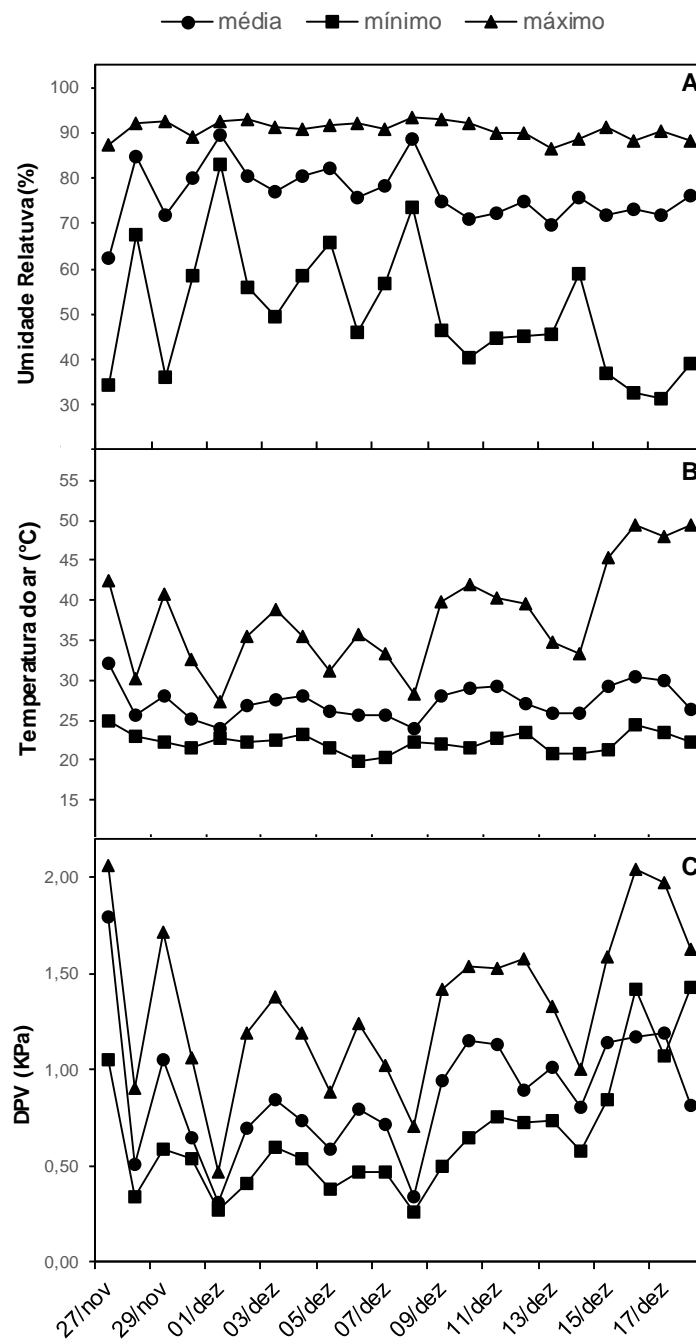 média mínimo máximo
A
100
90
80
70
60
50
40
30
Umidade Relatuva(%)
B
55
50
45
40
35
30
25
20
15
Temperatura do ar (°C)
C
2,00
1,50
1,00
0,50
0,00
DPV (KPa)
27/nov
29/nov
01/dez
03/dez
05/dez
07/dez
09/dez
11/dez
13/dez
15/dez
17/dez